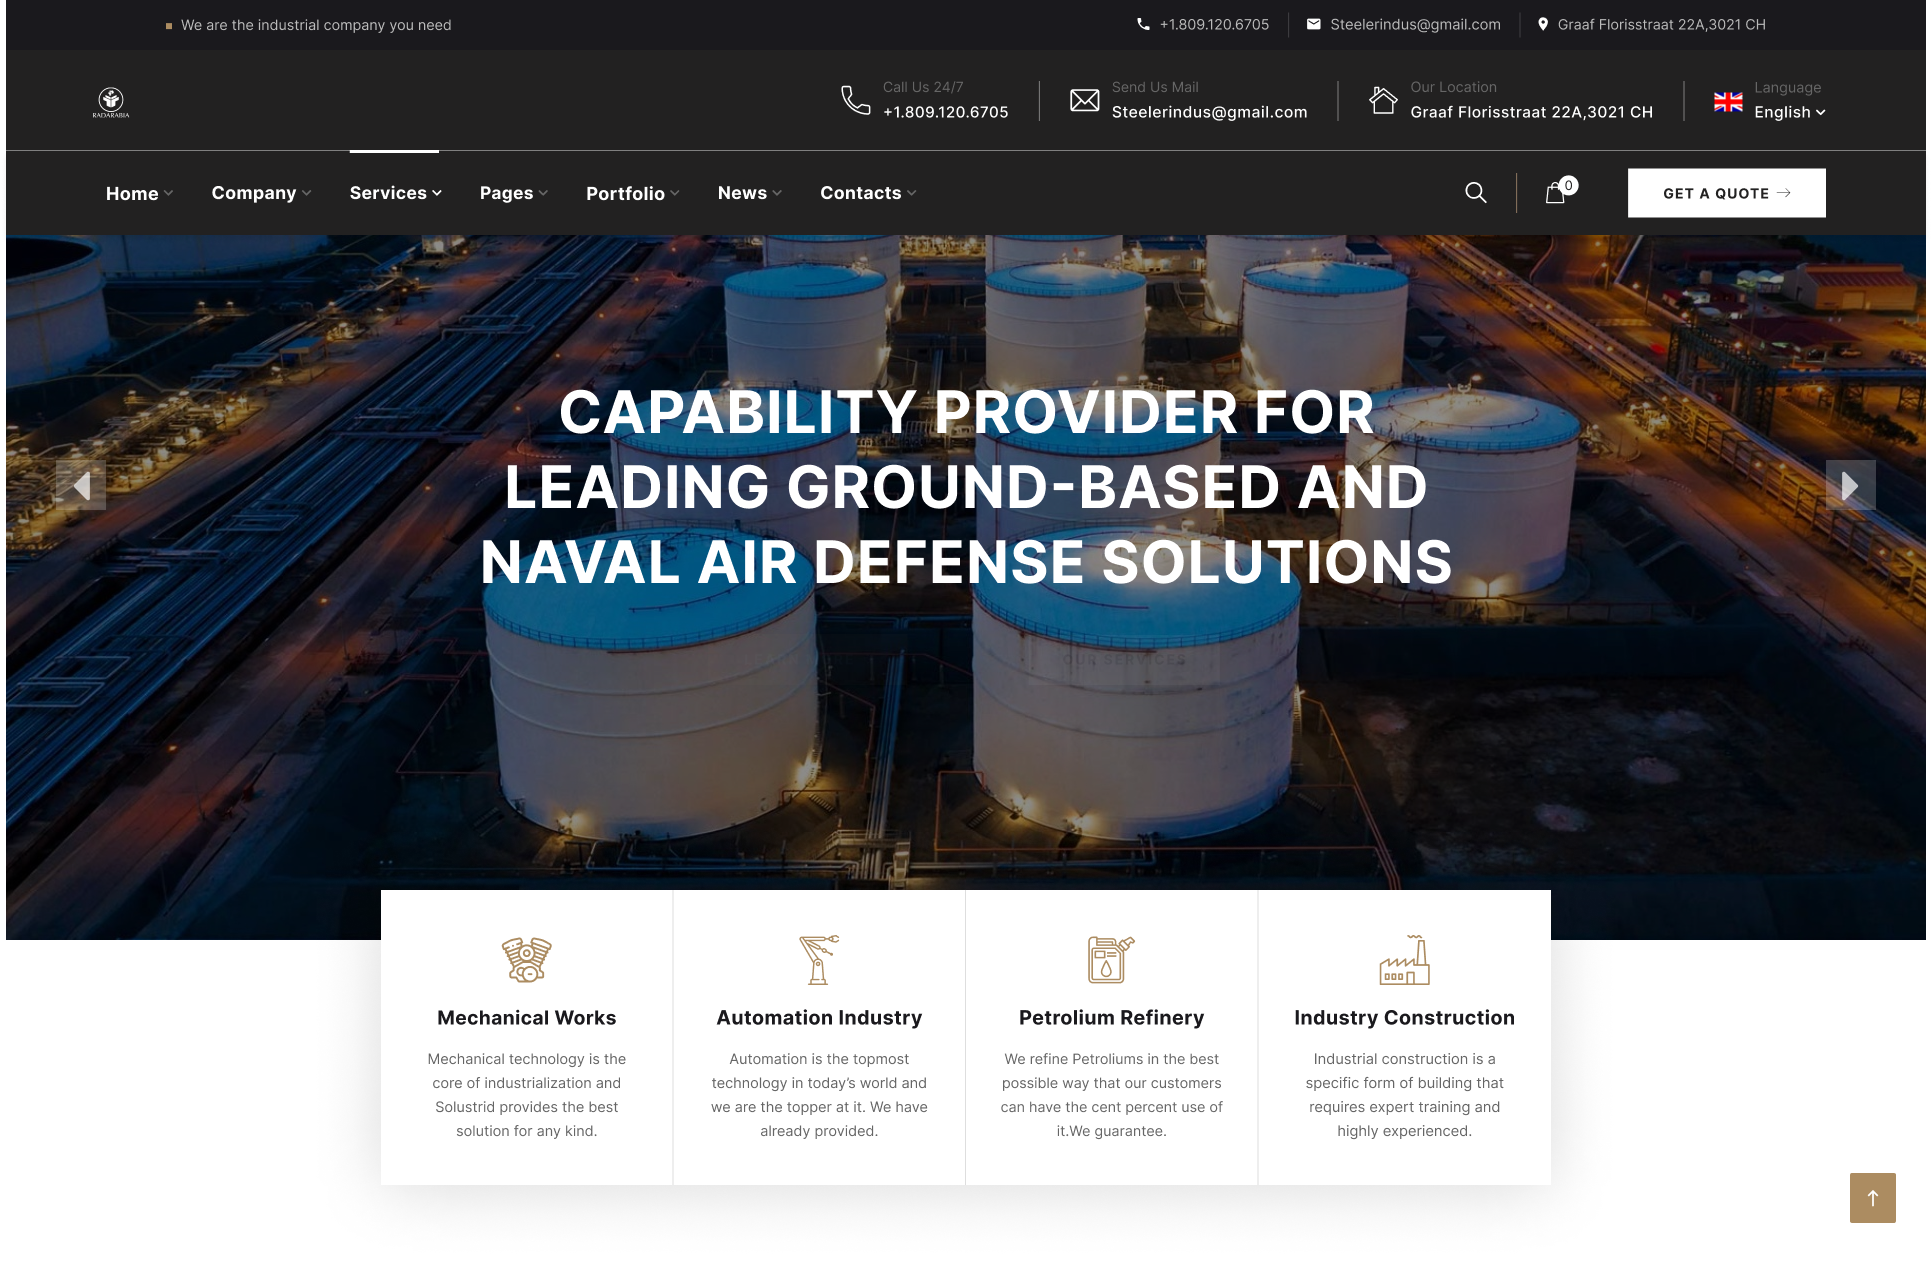 We are the industrial company you need
+1.809.120.6705
Steelerindus@gmail.com
Graaf Florisstraat 22A,3021 CH
RADARABIA
Call Us 24/7
+1.809.120.6705
Send Us Mail
Steelerindus@gmail.com
Our Location
Graaf Florisstraat 22A,3021 CH
Language
English
Home
Company
Services
Pages
Portfolio
News
Contacts
0
GET A QUOTE
CAPABILITY PROVIDER FOR
LEADING GROUND-BASED AND
NAVAL AIR DEFENSE SOLUTIONS
OUR SERVICES
Mechanical Works
Mechanical technology is the
core of industrialization and
Solustrid provides the best
solution for any kind.
Automation Industry
Automation is the topmost
technology in today's world and
we are the topper at it. We have
already provided.
Petrolium Refinery
We refine Petroliums in the best
possible way that our customers
can have the cent percent use of
it.We guarantee.
Industry Construction
Industrial construction is a
specific form of building that
requires expert training and
highly experienced.